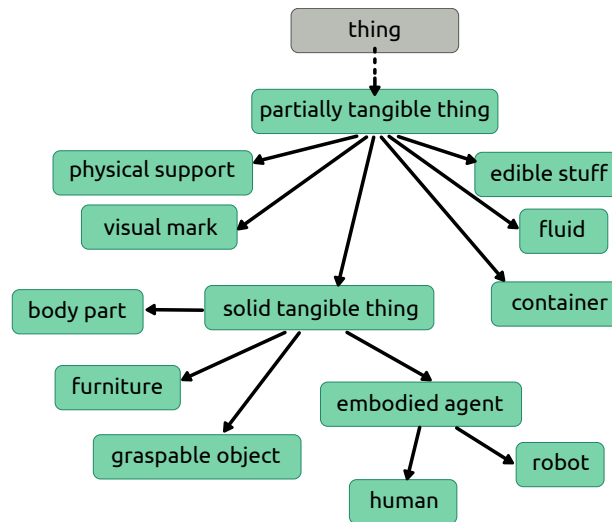 thing
partially tangible thing
physical support
edible stuff
visual mark
fluid
body part
solid tangible thing
container
furniture
embodied agent
graspable object
robot
human